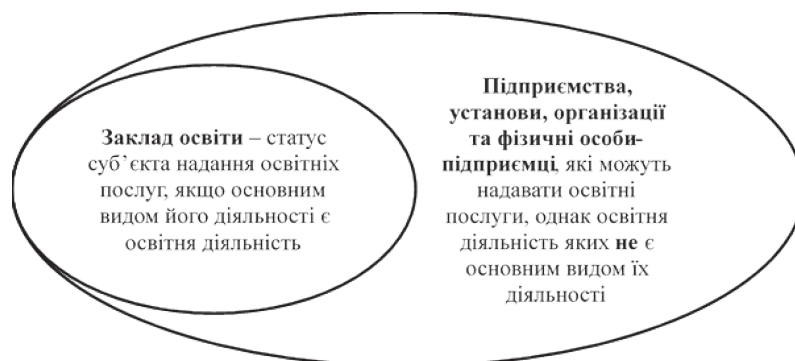 Заклад освіти – статус
суб’єкта надання освітніх
послуг, якщо основним
видом його діяльності є
освітня діяльність
Підприємства,
установи, організації
та фізичні особи-
підприємці, які можуть
надавати освітні
послуги, однак освітня
діяльність яких не є
основним видом їх
діяльності